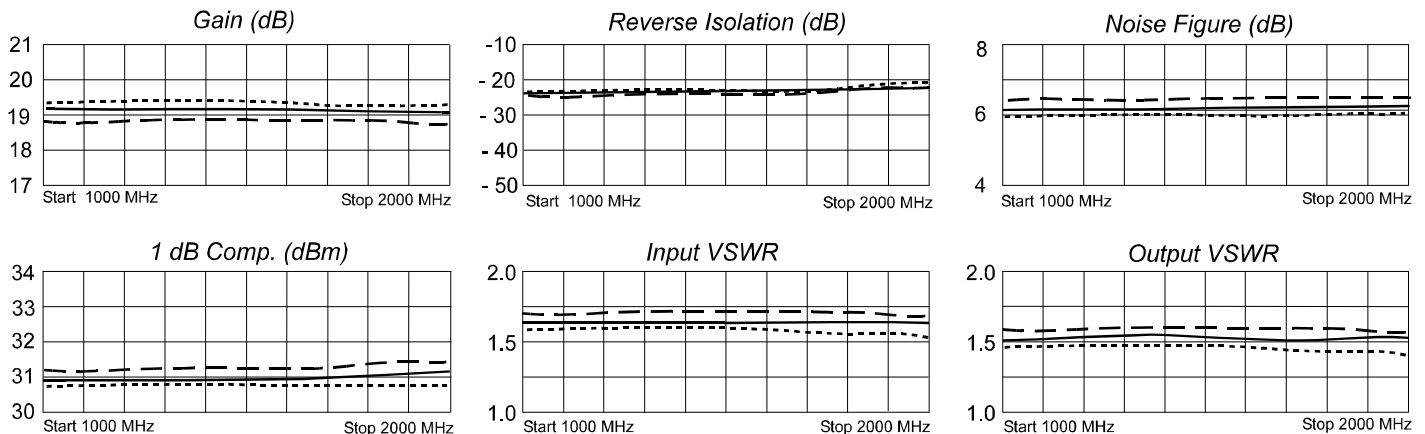 Gain (dB)
21
20
19
18
17
Start 1000 MHz
Stop 2000 MHz
Reverse Isolation (dB)
-10
- 20
- 30
- 40
- 50
Start 1000 MHz
Stop 2000 MHz
Noise Figure (dB)
8
6
4
Start 1000 MHz
Stop 2000 MHz
1 dB Comp. (dBm)
34
33
32
31
30
Start 1000 MHz
Stop 2000 MHz
Input VSWR
2.0
1.5
1.0
Start 1000 MHz
Stop 2000 MHz
Output VSWR
2.0
1.5
1.0
Start 1000 MHz
Stop 2000 MHz